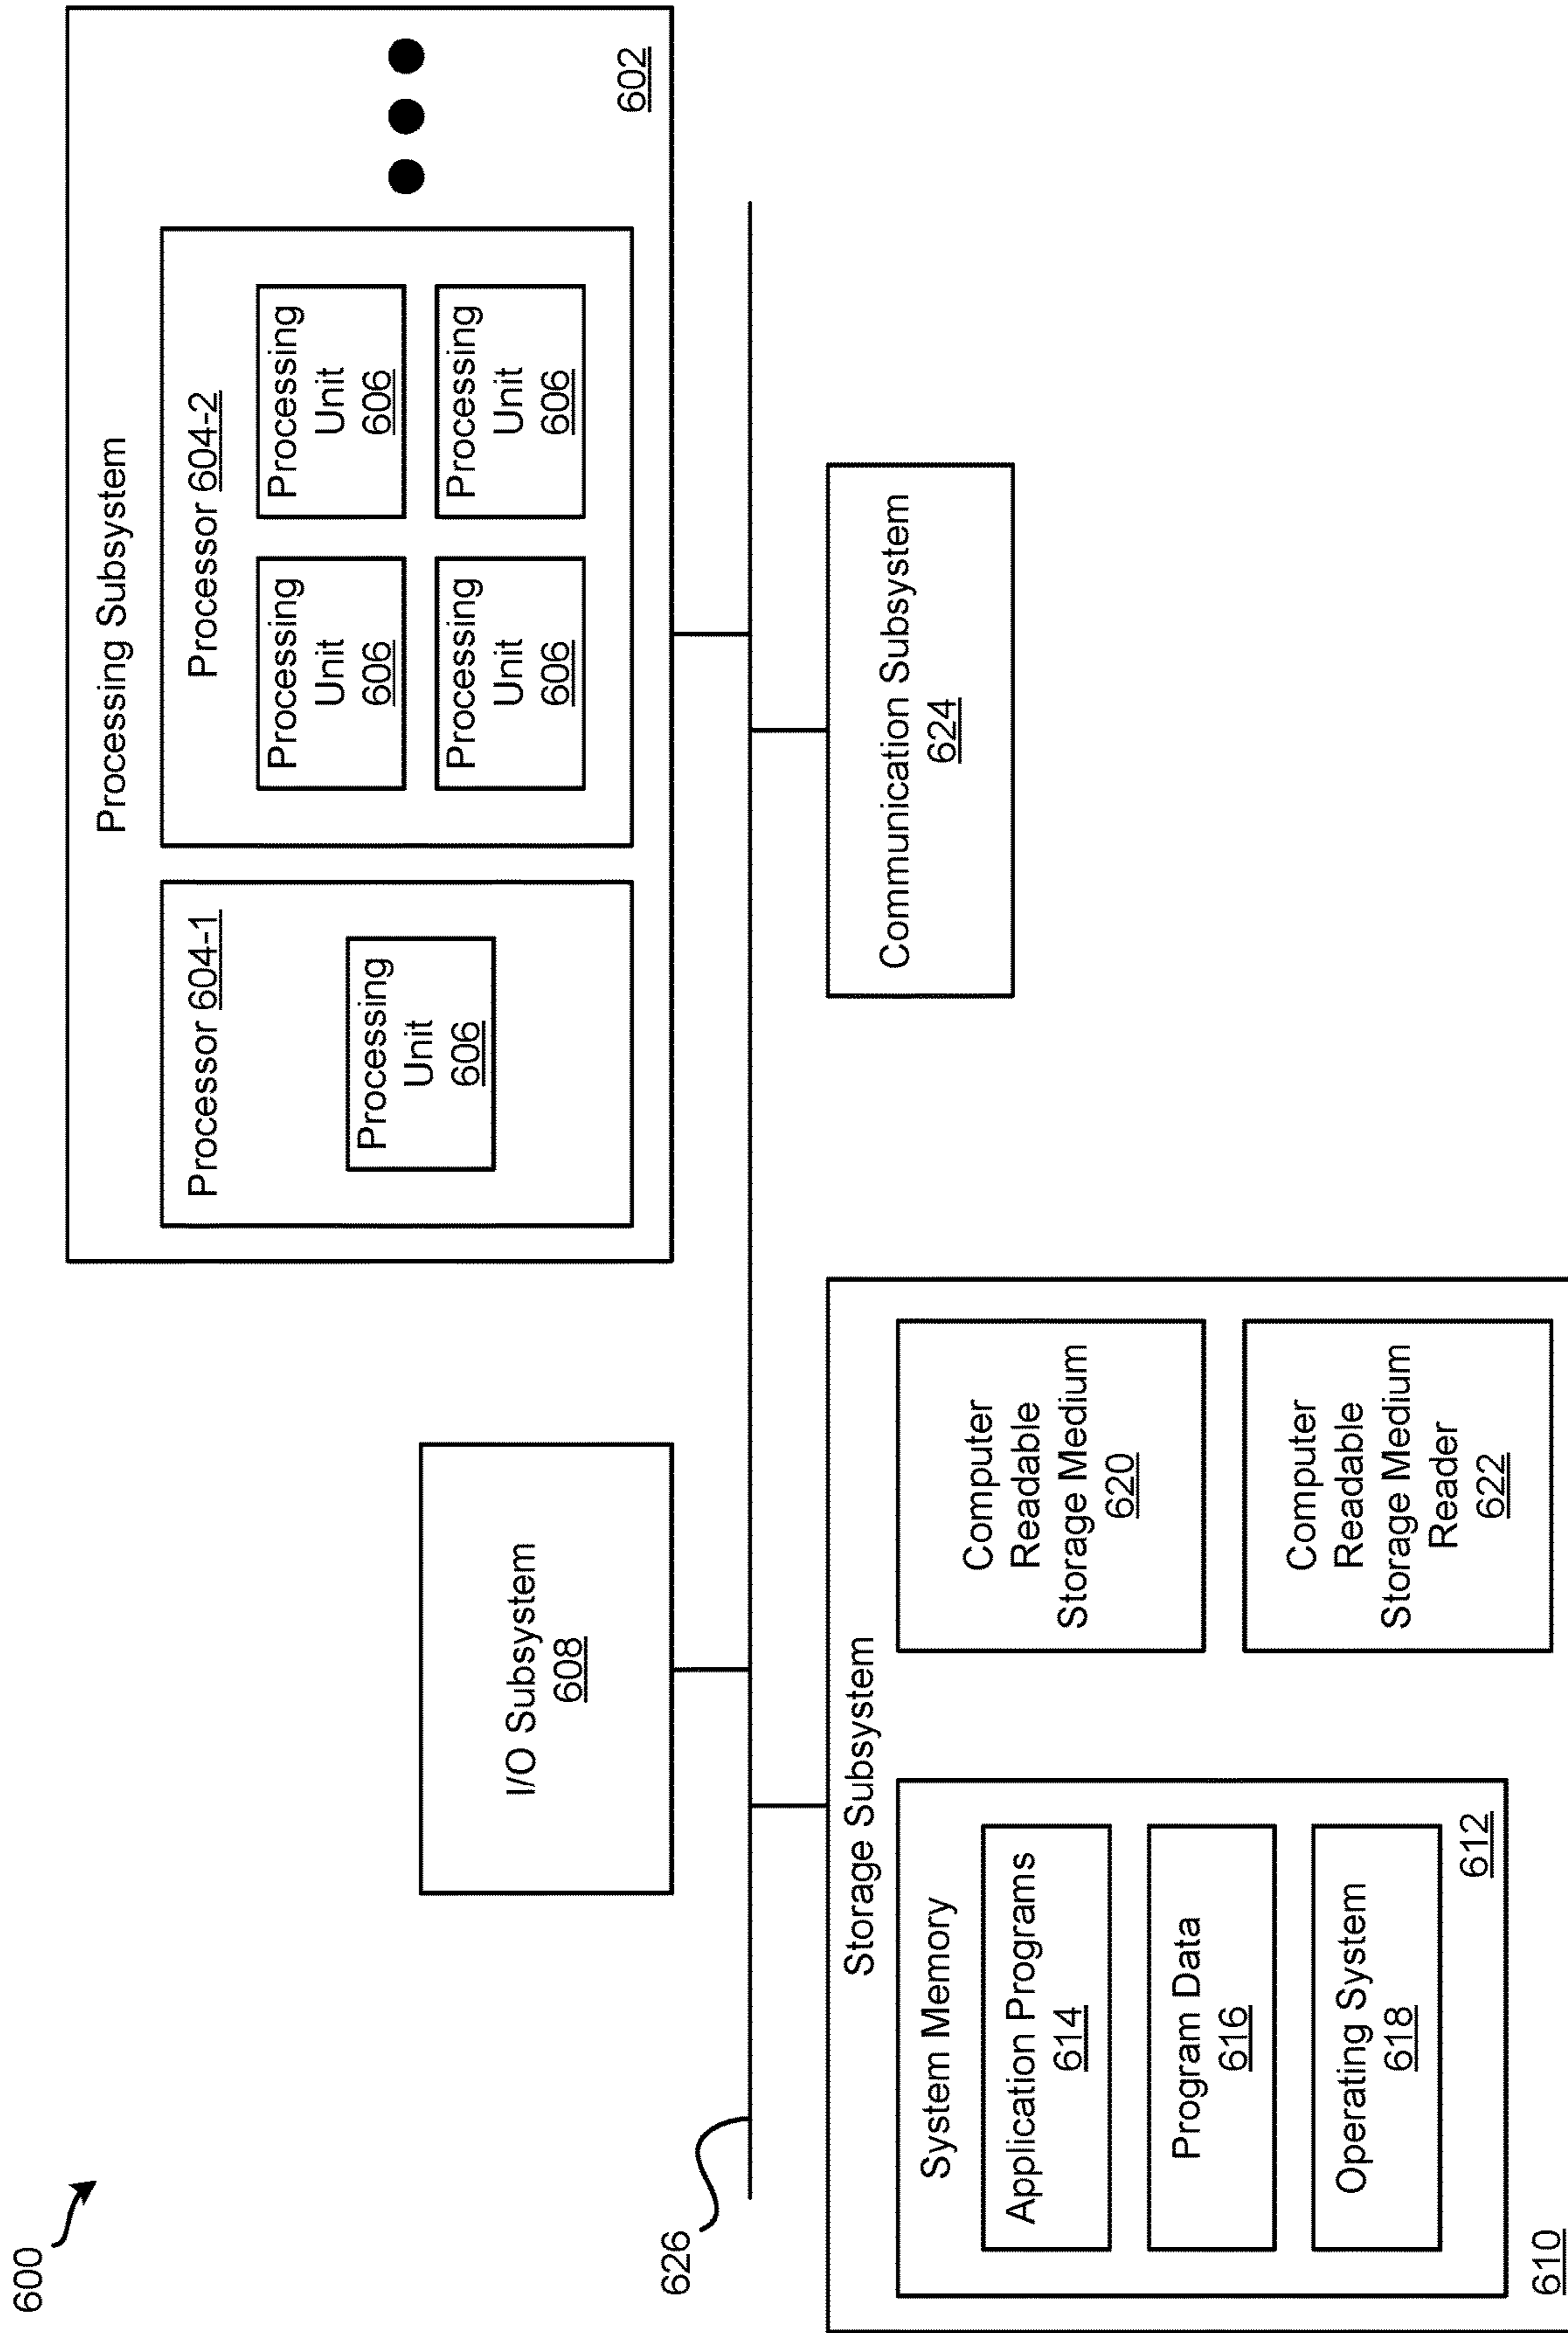 600
I/O Subsystem
608
Processing Subsystem
Processor 604-1
Processing
Unit
606
Processor 604-2
Processing
Unit
606
Processing
Unit
606
Processing
Unit
606
Processing
Unit
606
602
626
Storage Subsystem
System Memory
Application Programs
614
Program Data
616
Operating System
618
612
Computer
Readable
Storage Medium
620
Computer
Readable
Storage Medium
Reader
622
610
Communication Subsystem
624